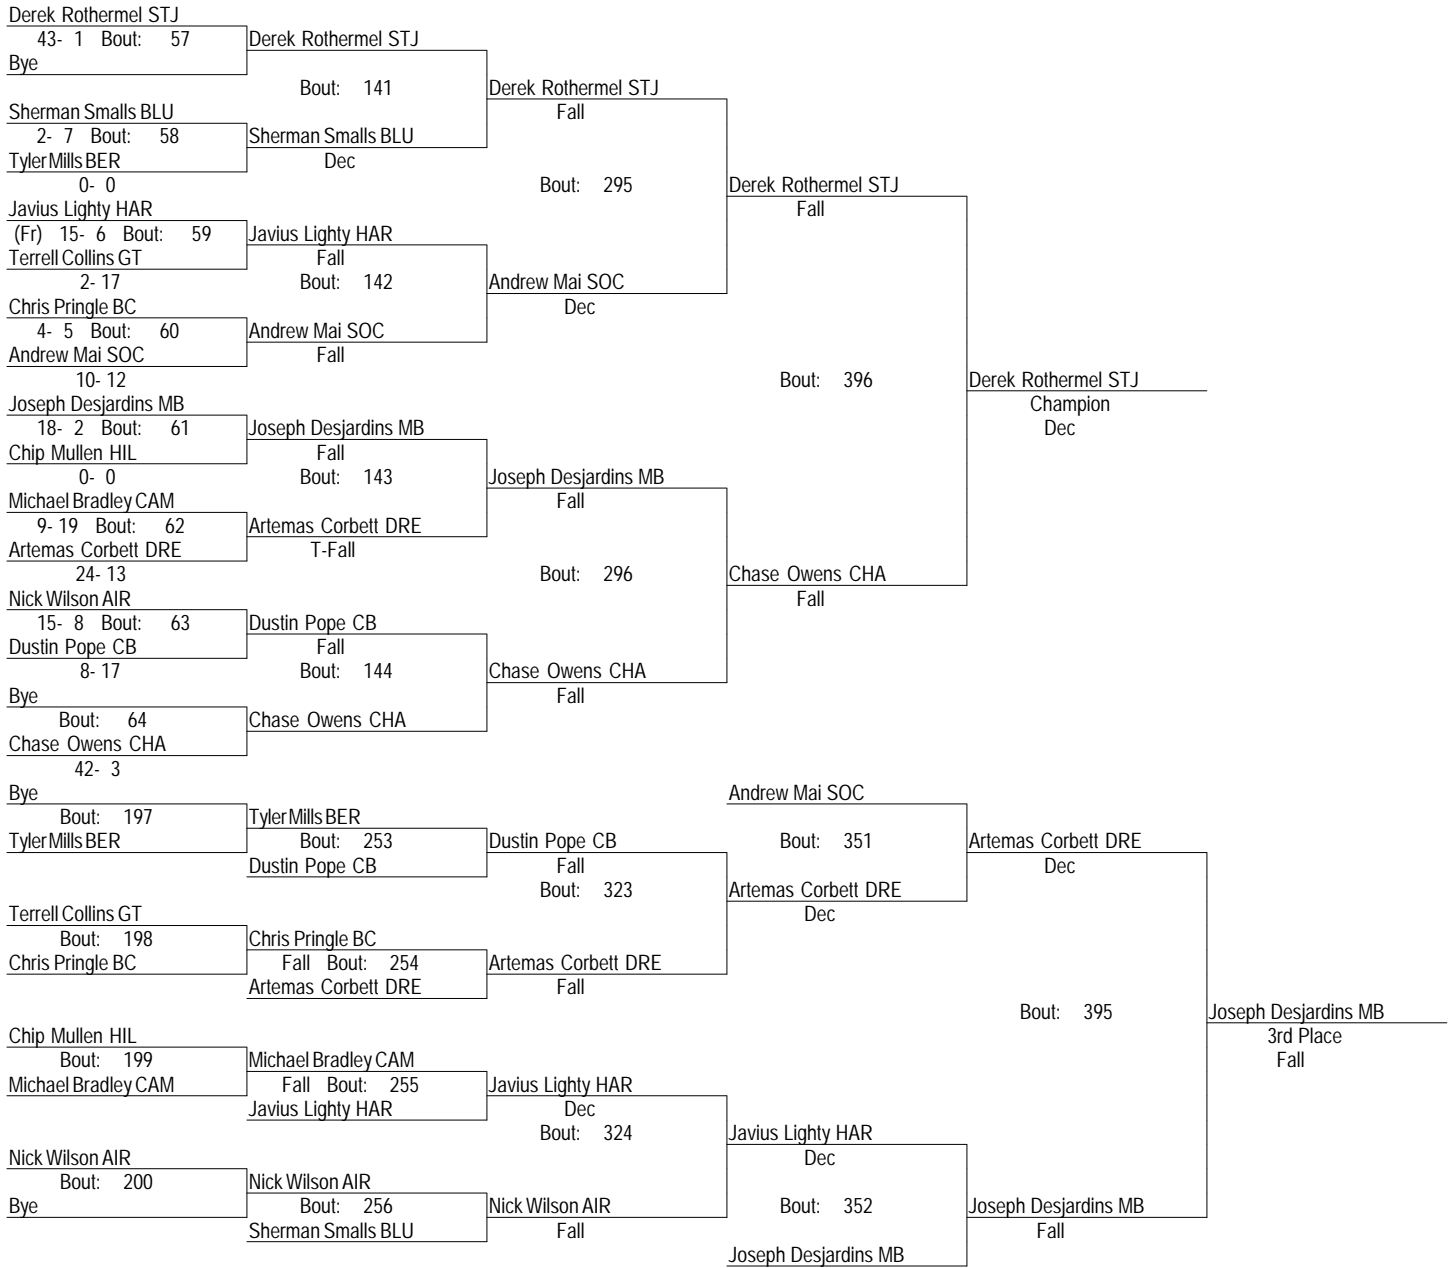 Derek Rothermel STJ
43- 1 Bout: 57 Derek Rothermel STJ
Bye
Bout: 141 Derek Rothermel STJ
Sherman Smalls BLU Fall
2- 7 Bout: 58 Sherman Smalls BLU
Tyler Mills BER Dec
0- 0 Bout: 295 Derek Rothermel STJ
Javius Lighty HAR Fall
(Fr) 15- 6 Bout: 59 Javius Lighty HAR
Terrell Collins GT Fall
2- 17 Bout: 142 Andrew Mai SOC
Chris Pringle BC Dec
4- 5 Bout: 60 Andrew Mai SOC
Andrew Mai SOC Fall
10- 12 Bout: 396 Derek Rothermel STJ
Joseph Desjardins MB Champion
18- 2 Bout: 61 Joseph Desjardins MB Dec
Chip Mullen HIL Fall
0- 0 Bout: 143 Joseph Desjardins MB
Michael Bradley CAM Fall
9- 19 Bout: 62 Artemas Corbett DRE
Artemas Corbett DRE T-Fall
24- 13 Bout: 296 Chase Owens CHA
Nick Wilson AIR Fall
15- 8 Bout: 63 Dustin Pope CB
Dustin Pope CB Fall
8- 17 Bout: 144 Chase Owens CHA
Bye Fall
Bout: 64 Chase Owens CHA
Chase Owens CHA
42- 3
Bye Andrew Mai SOC
Bout: 197 Tyler Mills BER
Tyler Mills BER Bout: 253 Dustin Pope CB Bout: 351 Artemas Corbett DRE
Dustin Pope CB Fall Dec
Bout: 323 Artemas Corbett DRE
Terrell Collins GT Dec
Bout: 198 Chris Pringle BC
Chris Pringle BC Fall Bout: 254 Artemas Corbett DRE
Artemas Corbett DRE Fall
Bout: 395 Joseph Desjardins MB
Chip Mullen HIL 3rd Place
Bout: 199 Michael Bradley CAM Fall
Michael Bradley CAM Fall Bout: 255 Javius Lighty HAR
Javius Lighty HAR Dec
Bout: 324 Javius Lighty HAR
Nick Wilson AIR Dec
Bout: 200 Nick Wilson AIR
Bye Bout: 256 Nick Wilson AIR Bout: 352 Joseph Desjardins MB
Sherman Smalls BLU Fall Fall
Joseph Desjardins MB